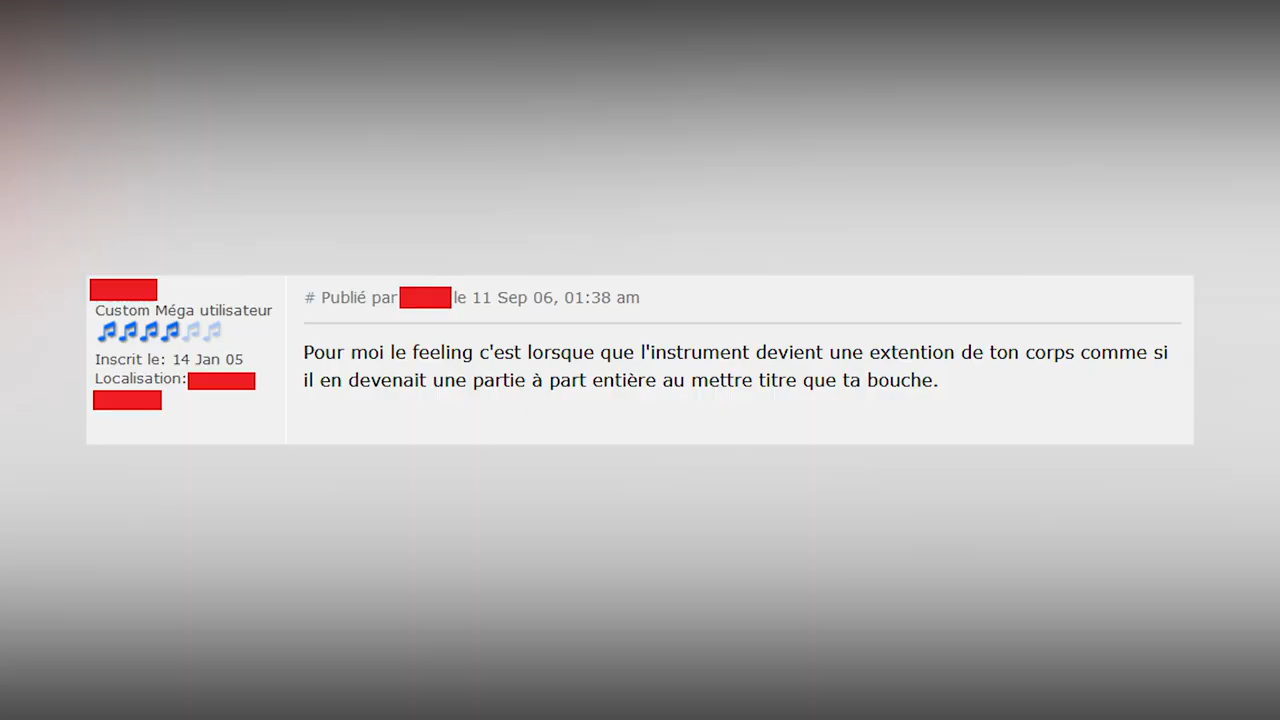 Custom Méga utilisateur
Inscrit le: 14 Jan 05
Localisation:
# Publié par le 11 Sep 06, 01:38 am
Pour moi le feeling c'est lorsque que l'instrument devient une extention de ton corps comme si
il en devenait une partie à part entière au mettre titre que ta bouche.